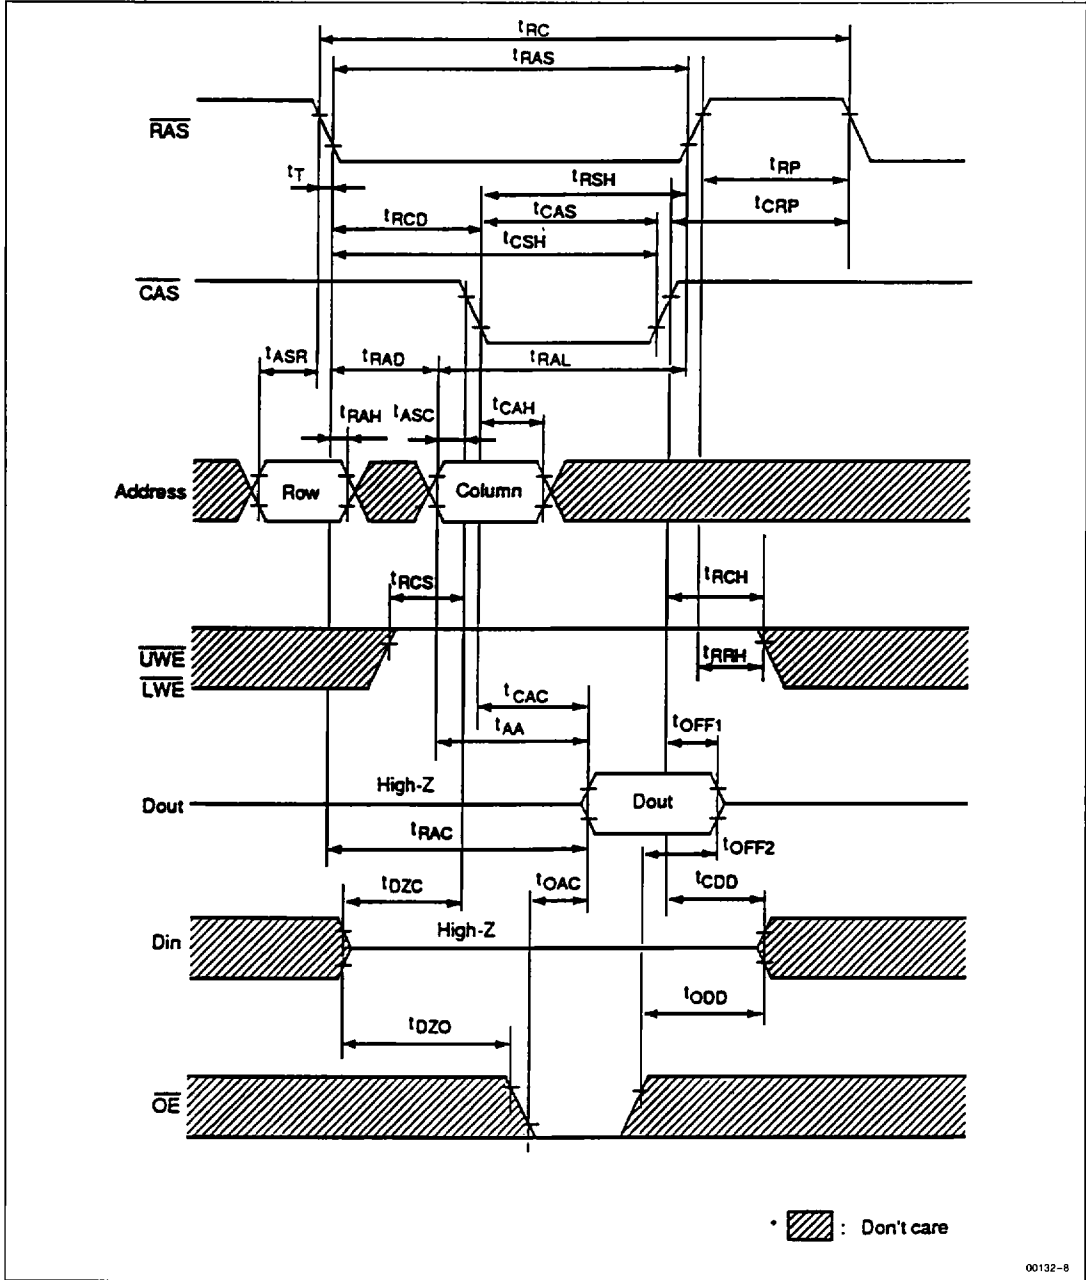 tRC
tRAS
RAS
tT
tRSH
tRP
tRCD
tCAS
tCRP
tCSH
CAS
tASR
tRAD
tRAL
tRAH
tASC
tCAH
Address
Row
Column
tRCS
tRCH
UWE
LWE
tRRH
tCAC
tAA
tOFF1
High-Z
Dout
Dout
tRAC
tOFF2
tDZC
tOAC
tCDD
Din
High-Z
tODD
tDZO
OE
* : Don't care
00132-8